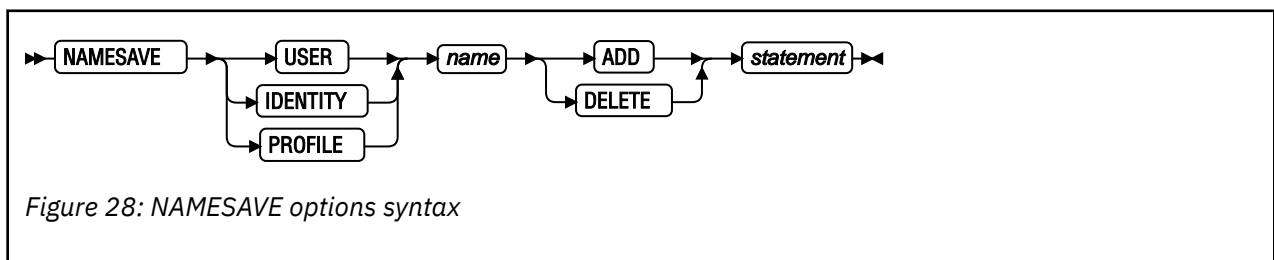 NAMESAVE USER name ADD statement
IDENTITY DELETE
PROFILE
Figure 28: NAMESAVE options syntax